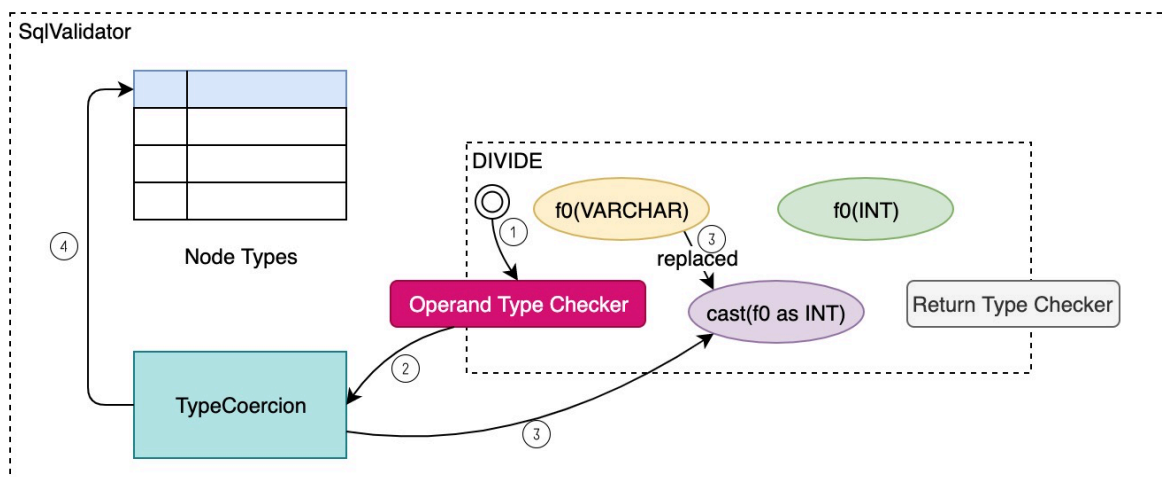 SqlValidator
DIVIDE
f0(VARCHAR)
f0(INT)
1
3
4
Node Types
replaced
Operand Type Checker
cast(f0 as INT)
Return Type Checker
2
TypeCoercion
3